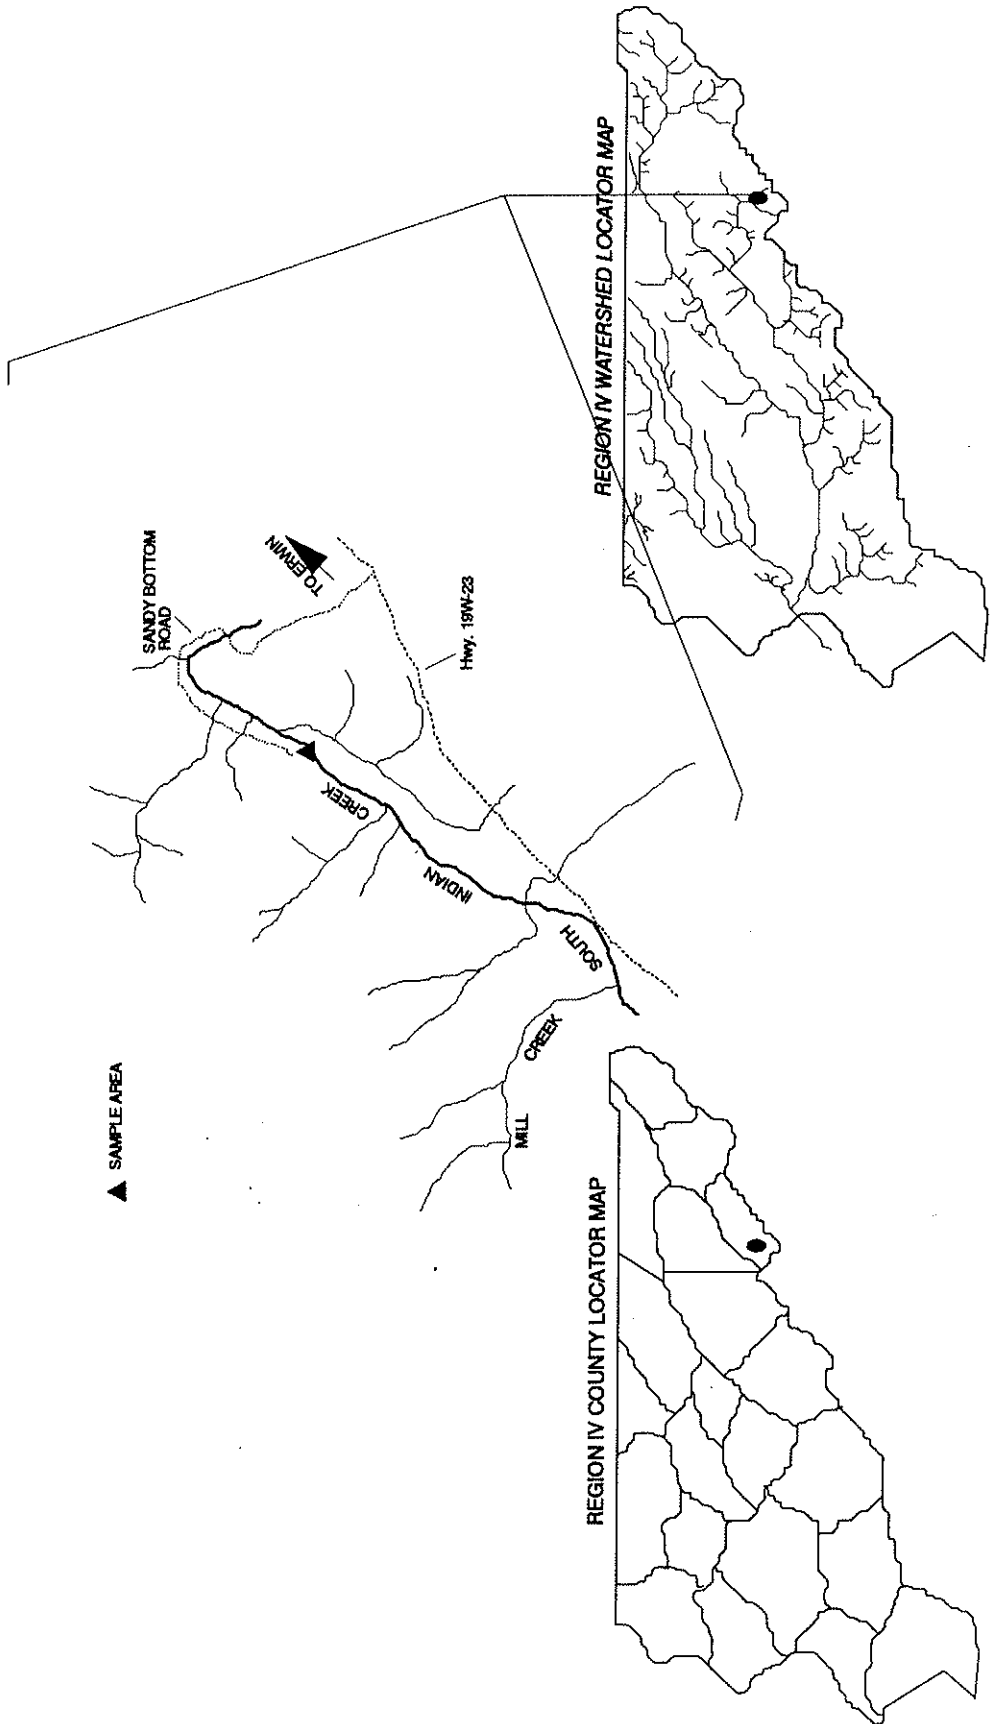 SAMPLE AREA
SANDY BOTTOM
ROAD
TO ERWIN
Hwy. 19W-23
CREEK
INDIAN
SOUTH
CREEK
MILL
REGION IV COUNTY LOCATOR MAP
REGION IV WATERSHED LOCATOR MAP